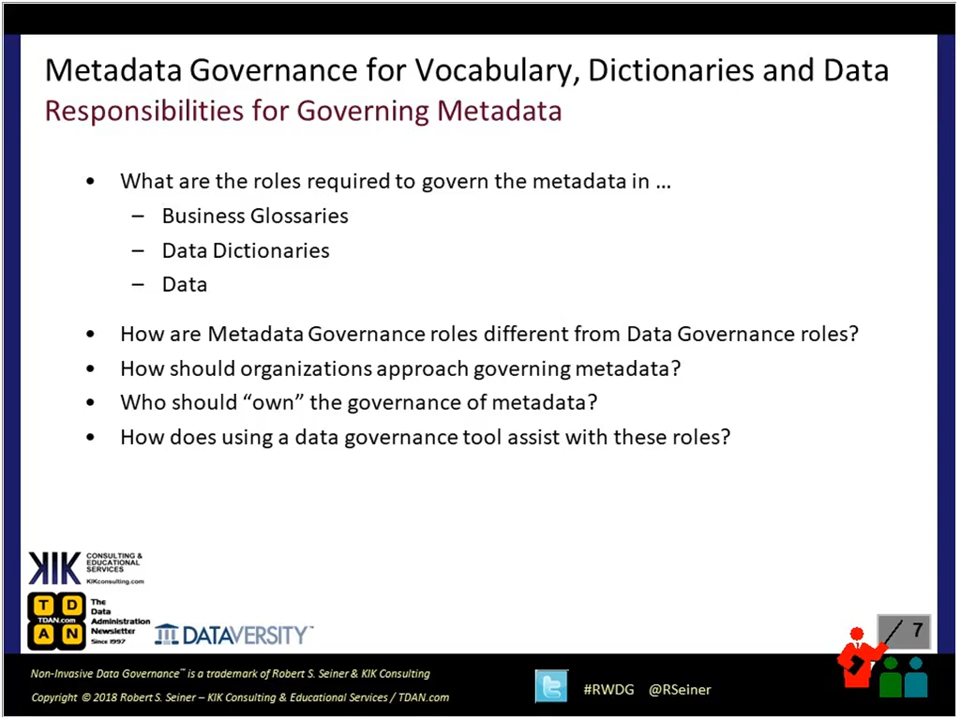 Metadata Governance for Vocabulary, Dictionaries and Data
Responsibilities for Governing Metadata
• What are the roles required to govern the metadata in …
– Business Glossaries
– Data Dictionaries
– Data
• How are Metadata Governance roles different from Data Governance roles?
• How should organizations approach governing metadata?
• Who should “own” the governance of metadata?
• How does using a data governance tool assist with these roles?
KIK
CONSULTING &
EDUCATIONAL
SERVICES
KIKconsulting.com
T D
TDAN.com
A N
The
Data
Administration
Newsletter
Since 1997
DATAVERSITY™
7
Non-Invasive Data Governance™ is a trademark of Robert S. Seiner & KIK Consulting
Copyright © 2018 Robert S. Seiner – KIK Consulting & Educational Services / TDAN.com
#RWDG @RSeiner